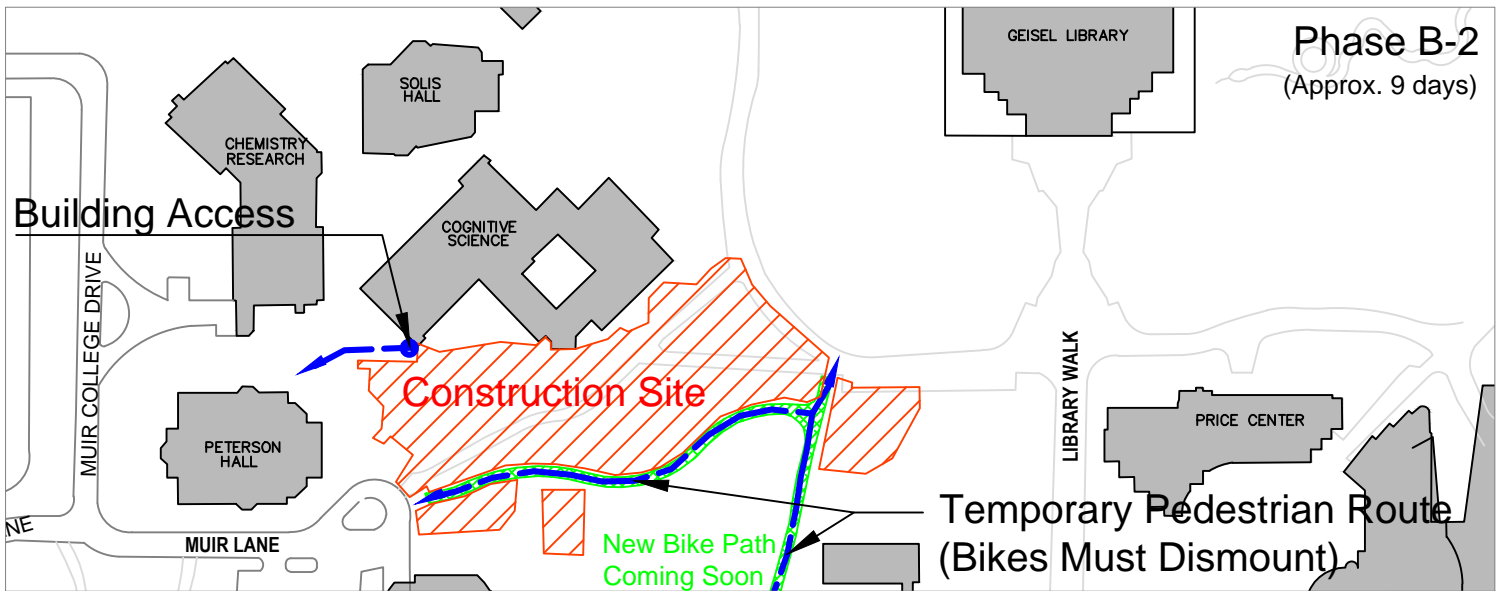 GEISEL LIBRARY
Phase B-2
(Approx. 9 days)
SOLIS
HALL
CHEMISTRY
RESEARCH
Building Access
COGNITIVE
SCIENCE
MUIR COLLEGE DRIVE
Construction Site
LIBRARY WALK
PRICE CENTER
PETERSON
HALL
NE
MUIR LANE
New Bike Path
Coming Soon
Temporary Pedestrian Route
(Bikes Must Dismount)